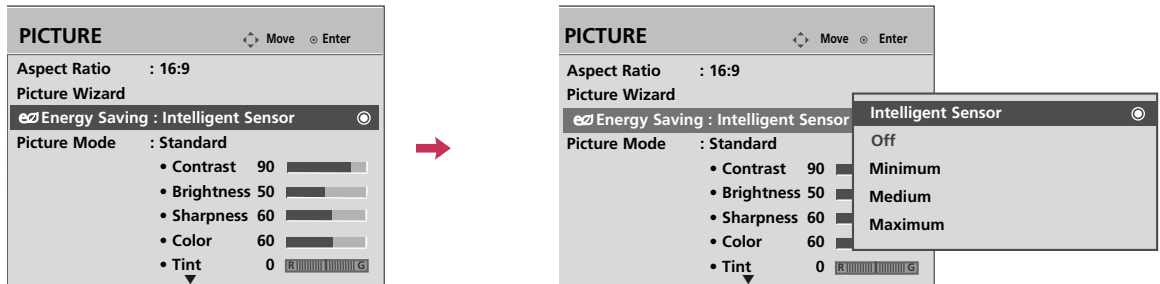 PICTURE
Move Enter
Aspect Ratio : 16:9
Picture Wizard
Energy Saving : Intelligent Sensor
Picture Mode : Standard
• Contrast 90
• Brightness 50
• Sharpness 60
• Color 60
• Tint 0 R G
PICTURE
Move Enter
Aspect Ratio : 16:9
Picture Wizard
Energy Saving : Intelligent Sensor
Picture Mode : Standard
• Contrast 90
• Brightness 50
• Sharpness 60
• Color 60
• Tint 0 R G
Intelligent Sensor
Off
Minimum
Medium
Maximum